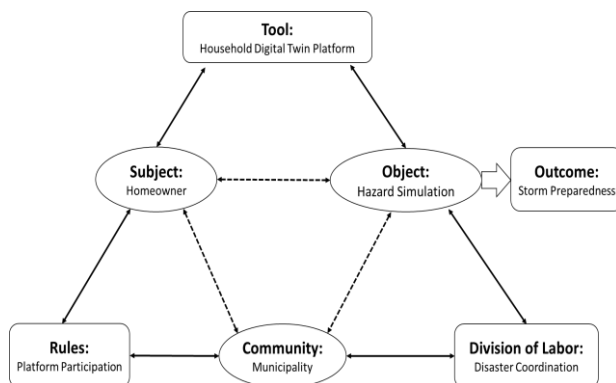 Tool:
Household Digital Twin Platform
Subject:
Homeowner
Object:
Hazard Simulation
Outcome:
Storm Preparedness
Rules:
Platform Participation
Community:
Municipality
Division of Labor:
Disaster Coordination